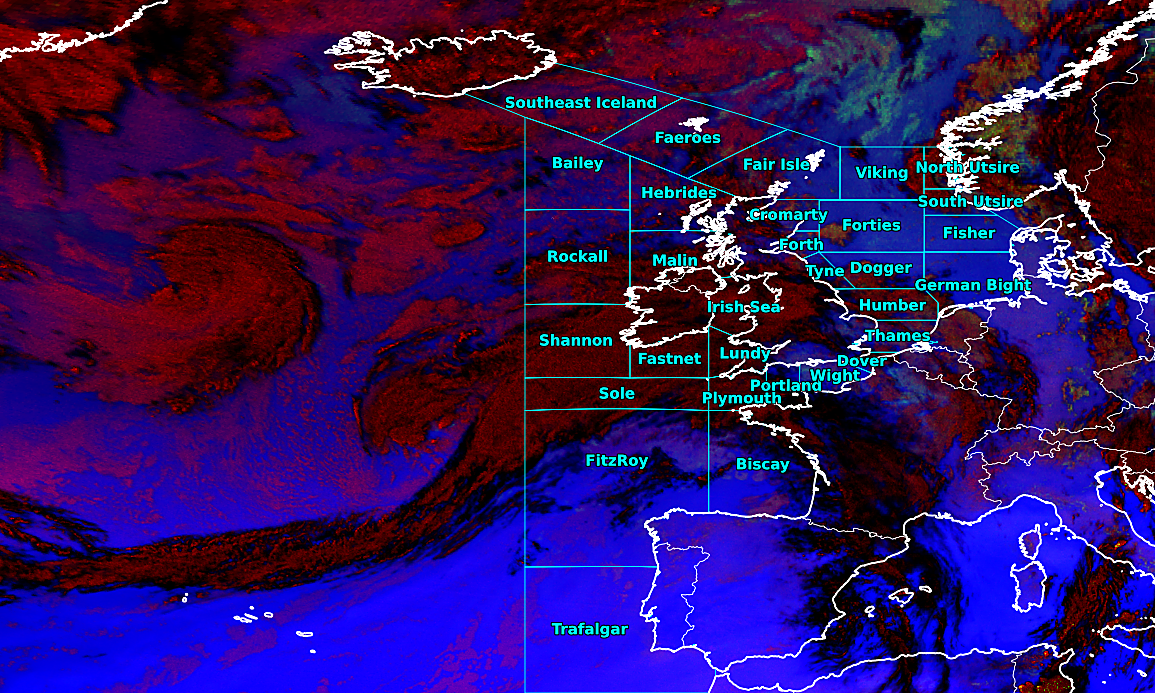 Southeast Iceland
Faeroes
Bailey
Fair Isle
Viking
North Utsire
Hebrides
South Utsire
Cromarty
Forties
Fisher
Forth
Rockall
Malin
Tyne
Dogger
German Bight
Irish Sea
Humber
Shannon
Thames
Fastnet
Lundy
Dover
Wight
Portland
Sole
Plymouth
FitzRoy
Biscay
Trafalgar